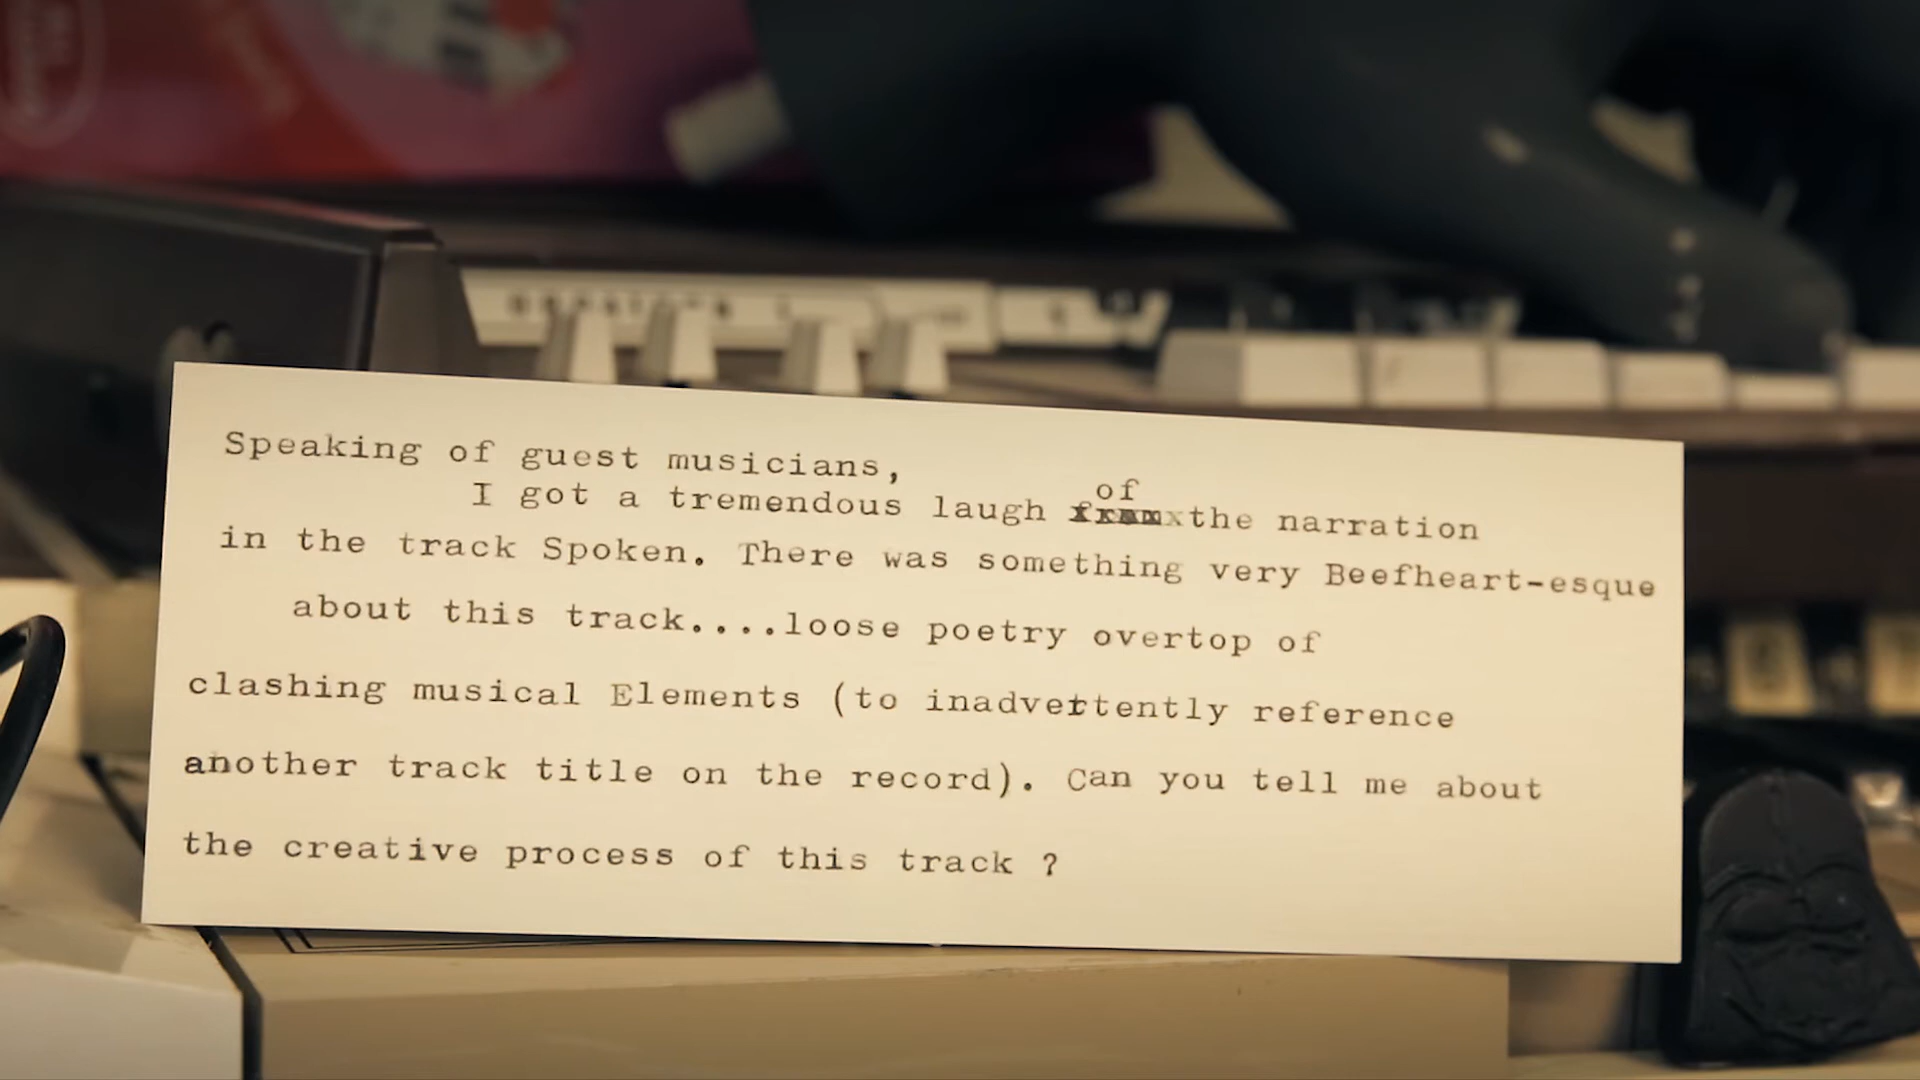 Speaking of guest musicians,
of
I got a tremendous laugh the narration
in the track Spoken. There was something very Beefheart-esque
about this track....loose poetry overtop of
clashing musical Elements (to inadvertently reference
another track title on the record). Can you tell me about
the creative process of this track ?